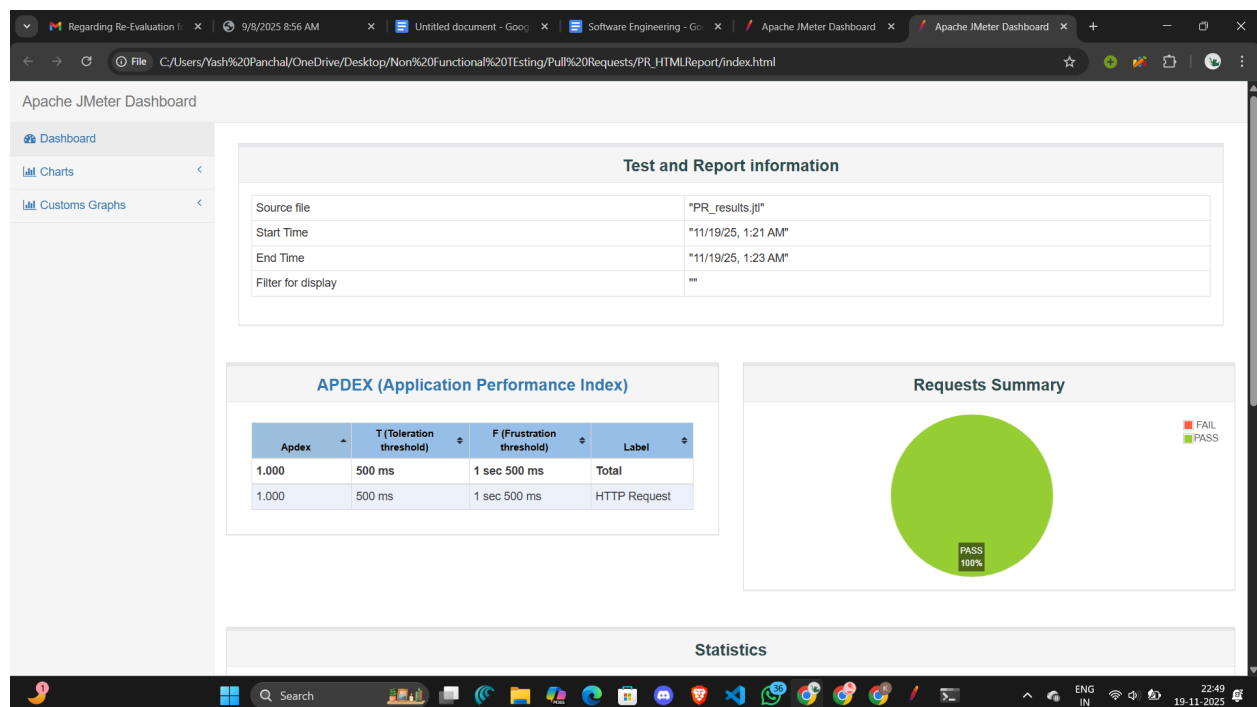 Regarding Re-Evaluation fo
9/8/2025 8:56 AM
Untitled document - Goog
Software Engineering - Go
Apache JMeter Dashboard
Apache JMeter Dashboard
File C:/Users/Yash%20Panchal/OneDrive/Desktop/Non%20Functional%20TEsting/Pull%20Requests/PR_HTMLReport/index.html
Apache JMeter Dashboard
Dashboard
Charts
Customs Graphs
Test and Report information
Source file "PR_results.jtl"
Start Time "11/19/25, 1:21 AM"
End Time "11/19/25, 1:23 AM"
Filter for display ""
APDEX (Application Performance Index)
Apdex T (Toleration threshold) F (Frustration threshold) Label
1.000 500 ms 1 sec 500 ms Total
1.000 500 ms 1 sec 500 ms HTTP Request
Requests Summary
FAIL
PASS
PASS
100%
Statistics
1
Search
36
ENG
IN
22:49
19-11-2025